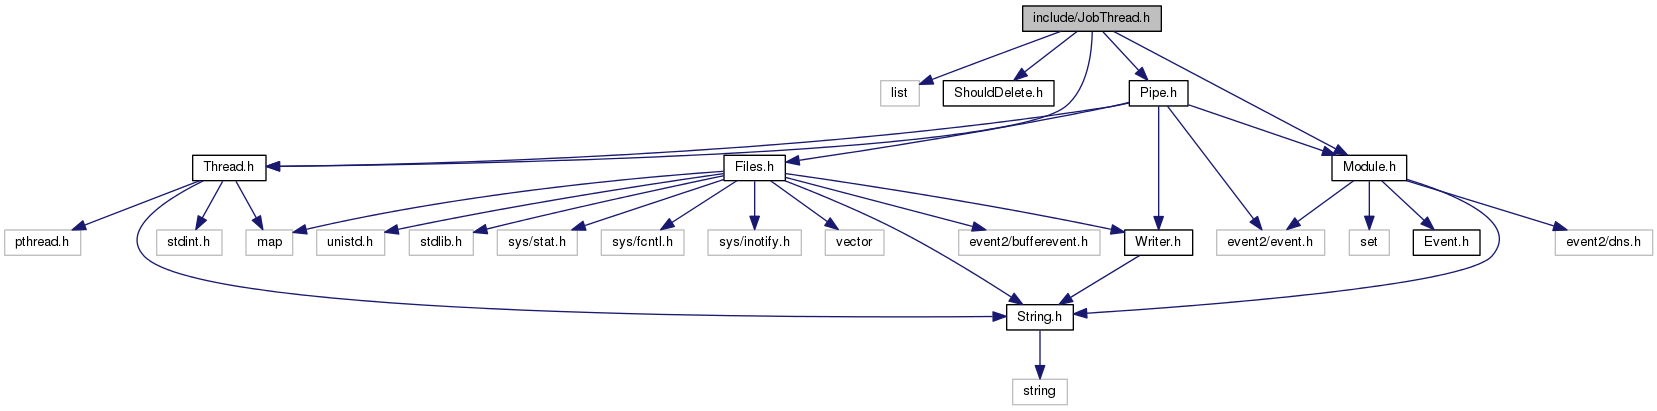 include/JobThread.h
list
ShouldDelete.h
Pipe.h
Thread.h
Files.h
Module.h
pthread.h
stdint.h
map
unistd.h
stdlib.h
sys/stat.h
sys/fcntl.h
sys/inotify.h
vector
event2/bufferevent.h
Writer.h
event2/event.h
set
Event.h
event2/dns.h
String.h
string